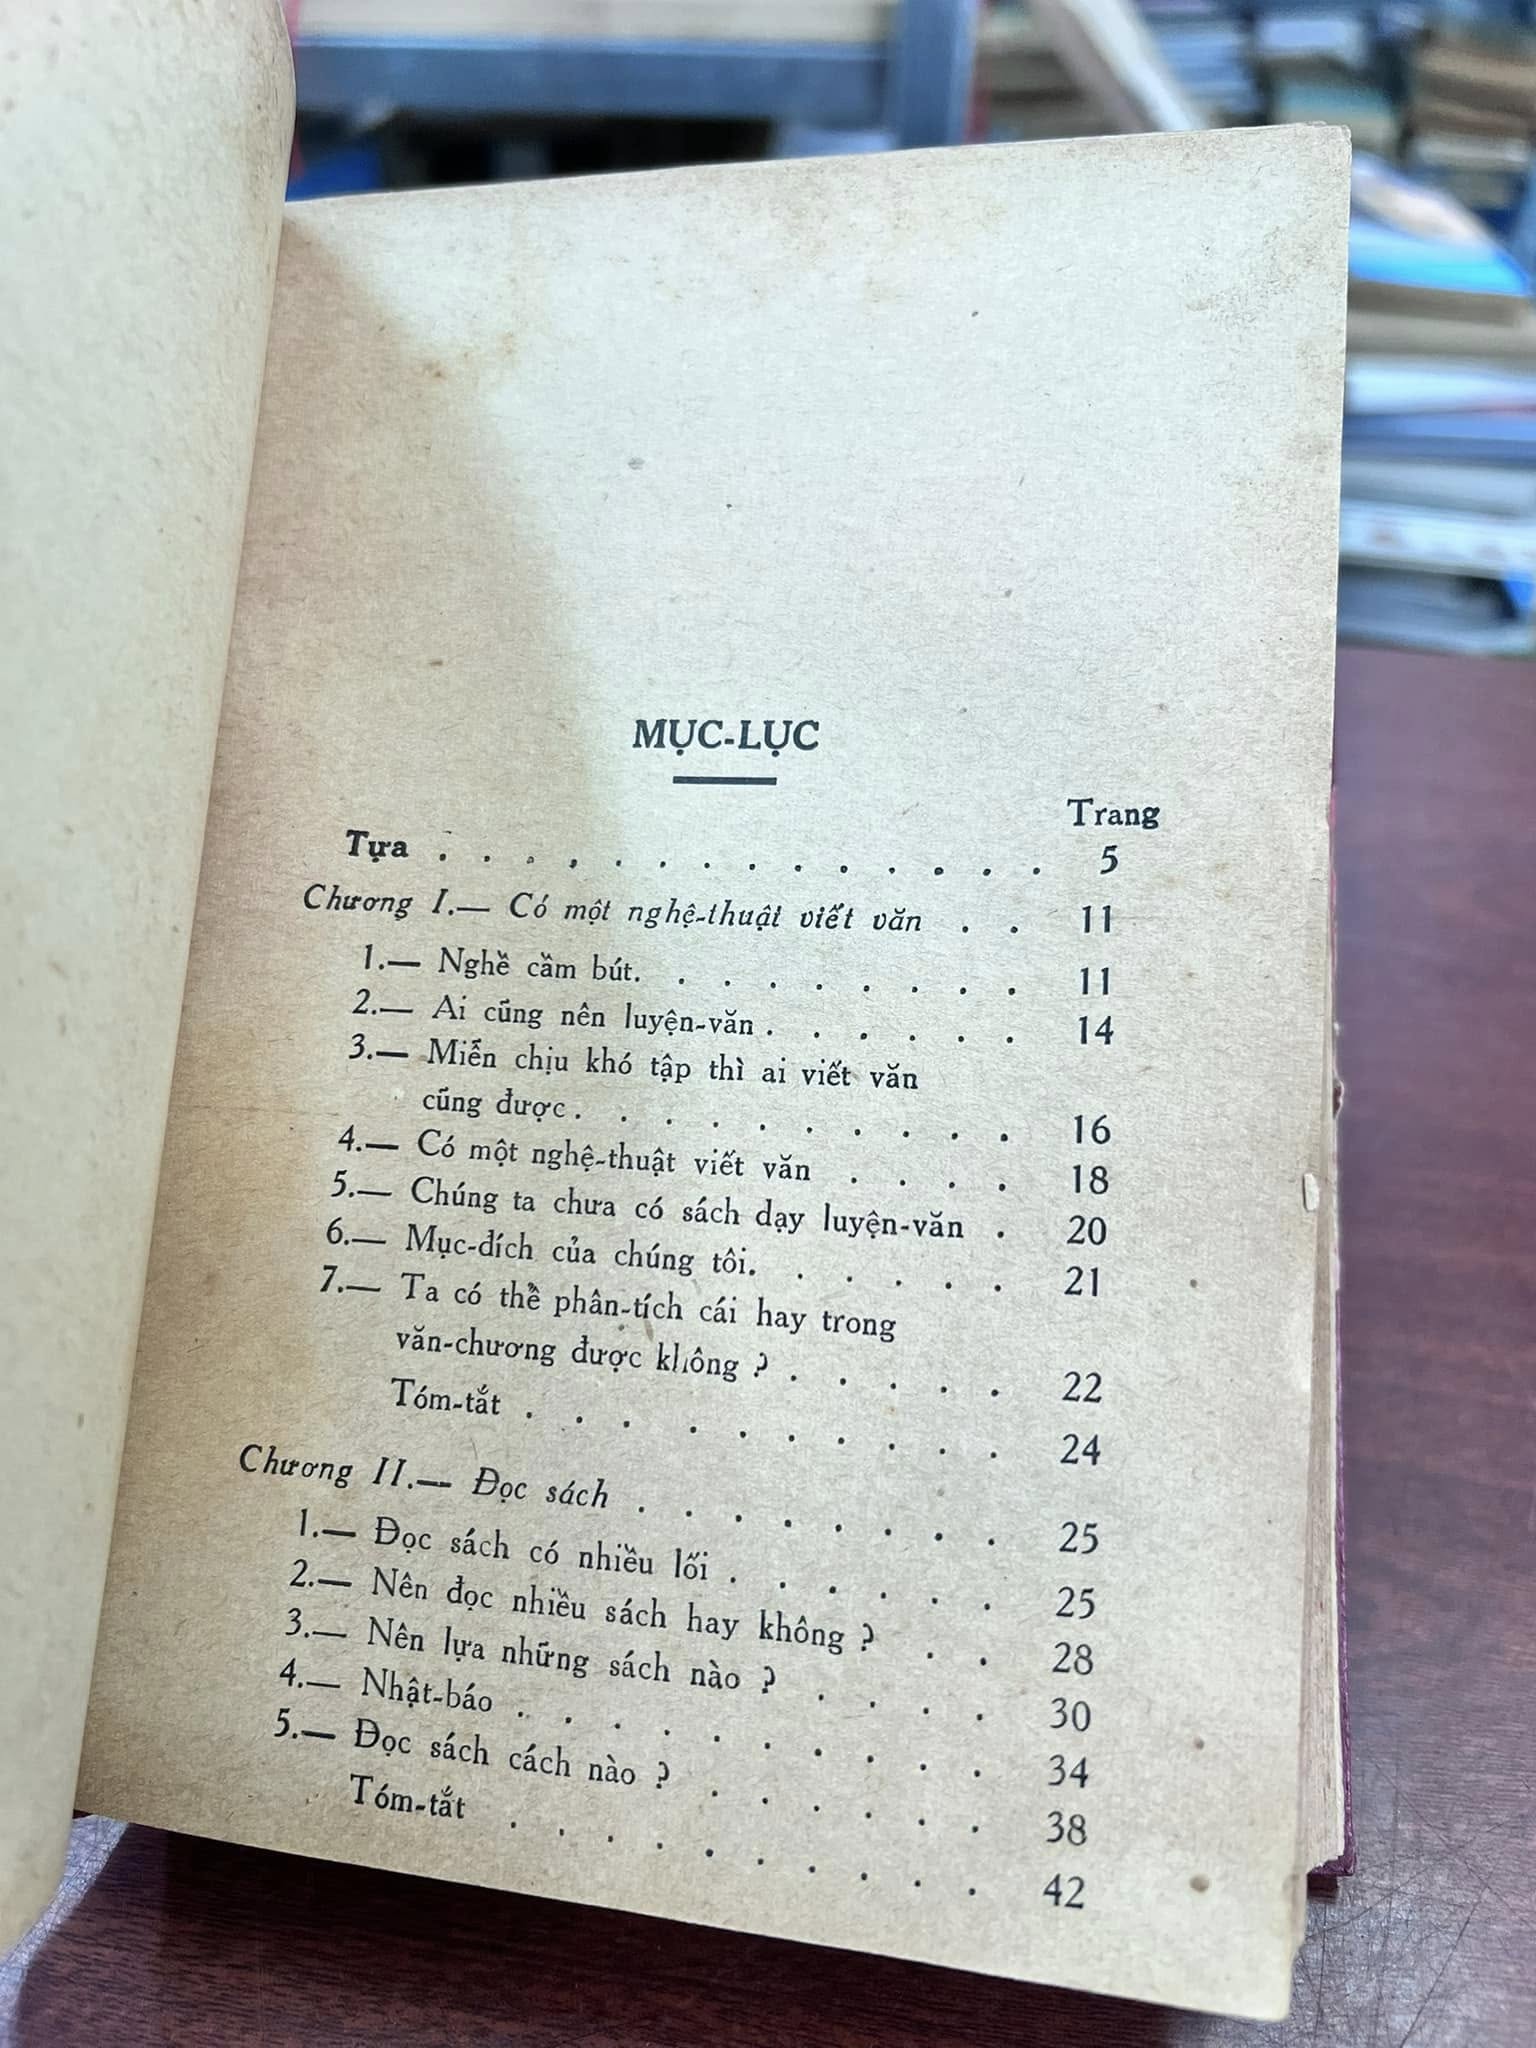 MỤC-LỤC
Trang
Tựa . . . . . . . . . . . . . . 5
Chương I.— Có một nghệ-thuật viết văn . . 11
1.— Nghề cầm bút. . . . . . . . . 11
2.— Ai cũng nên luyện-văn . . . . . . 14
3.— Miễn chịu khó tập thì ai viết văn
cũng được . . . . . . . . . . 16
4.— Có một nghệ-thuật viết văn . . . . 18
5.— Chúng ta chưa có sách dạy luyện-văn . 20
6.— Mục-đích của chúng tôi. . . . . . 21
7.— Ta có thể phân-tích cái hay trong
văn-chương được không ? . . . . . 22
Tóm-tắt . . . . . . . . . . 24
Chương II.— Đọc sách . . . . . . . . 25
1.— Đọc sách có nhiều lối . . . . . . 25
2.— Nên đọc nhiều sách hay không ? . . 28
3.— Nên lựa những sách nào ? . . . . 30
4.— Nhật-báo . . . . . . . . . . 34
5.— Đọc sách cách nào ? . . . . . . 38
Tóm-tắt . . . . . . . . . . 42